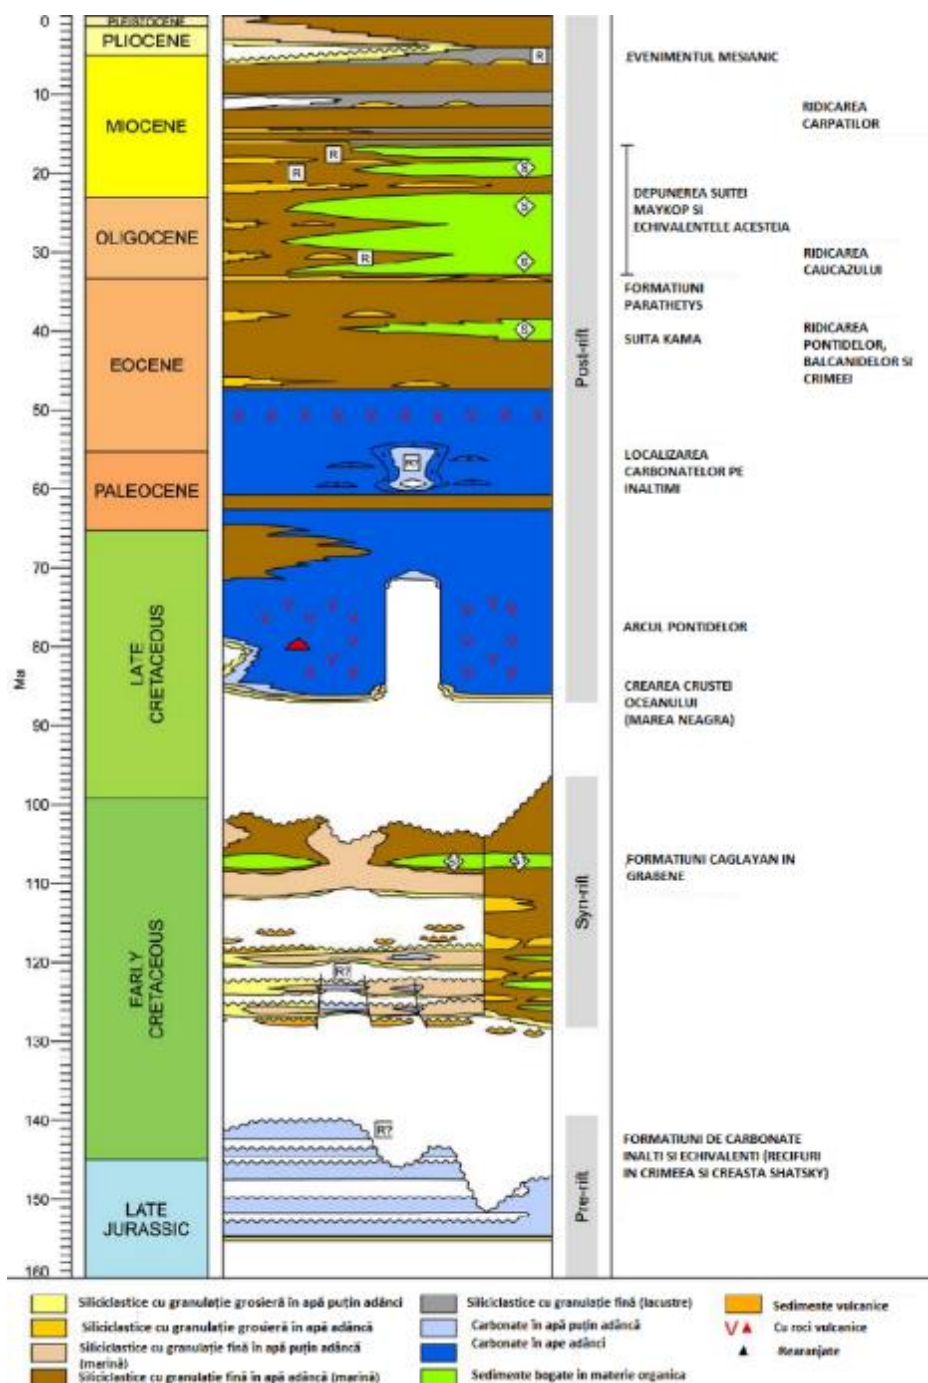 0
PLEISTOCENE
PLIOCENE
R
EVENIMENTUL MESIANIC
10
MIOCENE
RIDICAREA
CARPATILOR
R
20
R
S
DEPUNEREA SUITEI
MAYKOP SI
ECHIVALENTELE ACESTEIA
S
OLIGOCENE
30
R
S
RIDICAREA
CAUCAZULUI
FORMATIUNI
PARATHETYS
40
S
SUITA KAMA
RIDICAREA
PONTIDELOR,
BALCANIDELOR SI
CRIMEEI
EOCENE
Post-rift
50
LOCALIZAREA
CARBONATELOR PE
INALTIMI
R?
60
PALEOCENE
70
ARCUL PONTIDELOR
80
LATE
CRETACEOUS
Ma
CREAREA CRUSTEI
OCEANULUI
(MAREA NEAGRA)
90
100
FORMATIUNI CAGLAYAN IN
GRABENE
110
Syn-rift
120
R?
EARLY
CRETACEOUS
130
140
R?
FORMATIUNI DE CARBONATE
INALTI SI ECHIVALENTI (RECIFURI
IN CRIMEEA SI CREASTA SHATSKY)
150
LATE
JURASSIC
Pre-rift
160
Siliciclastice cu granulație grosieră în apă puțin adânci
Siliciclastice cu granulație grosieră în apă adâncă
Siliciclastice cu granulație fină în apă puțin adâncă
(marină)
Siliciclastice cu granulație fină în apă adâncă (marină)
Siliciclastice cu granulație fină (lacustre)
Carbonate în apă puțin adâncă
Carbonate în ape adânci
Sedimente bogate in materie organica
Sedimente vulcanice
Cu roci vulcanice
Rearanjate